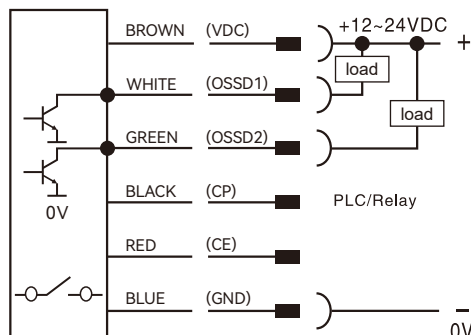 BROWN (VDC) +12~24VDC +
WHITE (OSSD1) load
GREEN (OSSD2) load
0V
BLACK (CP) PLC/Relay
RED (CE)
BLUE (GND) −
0V